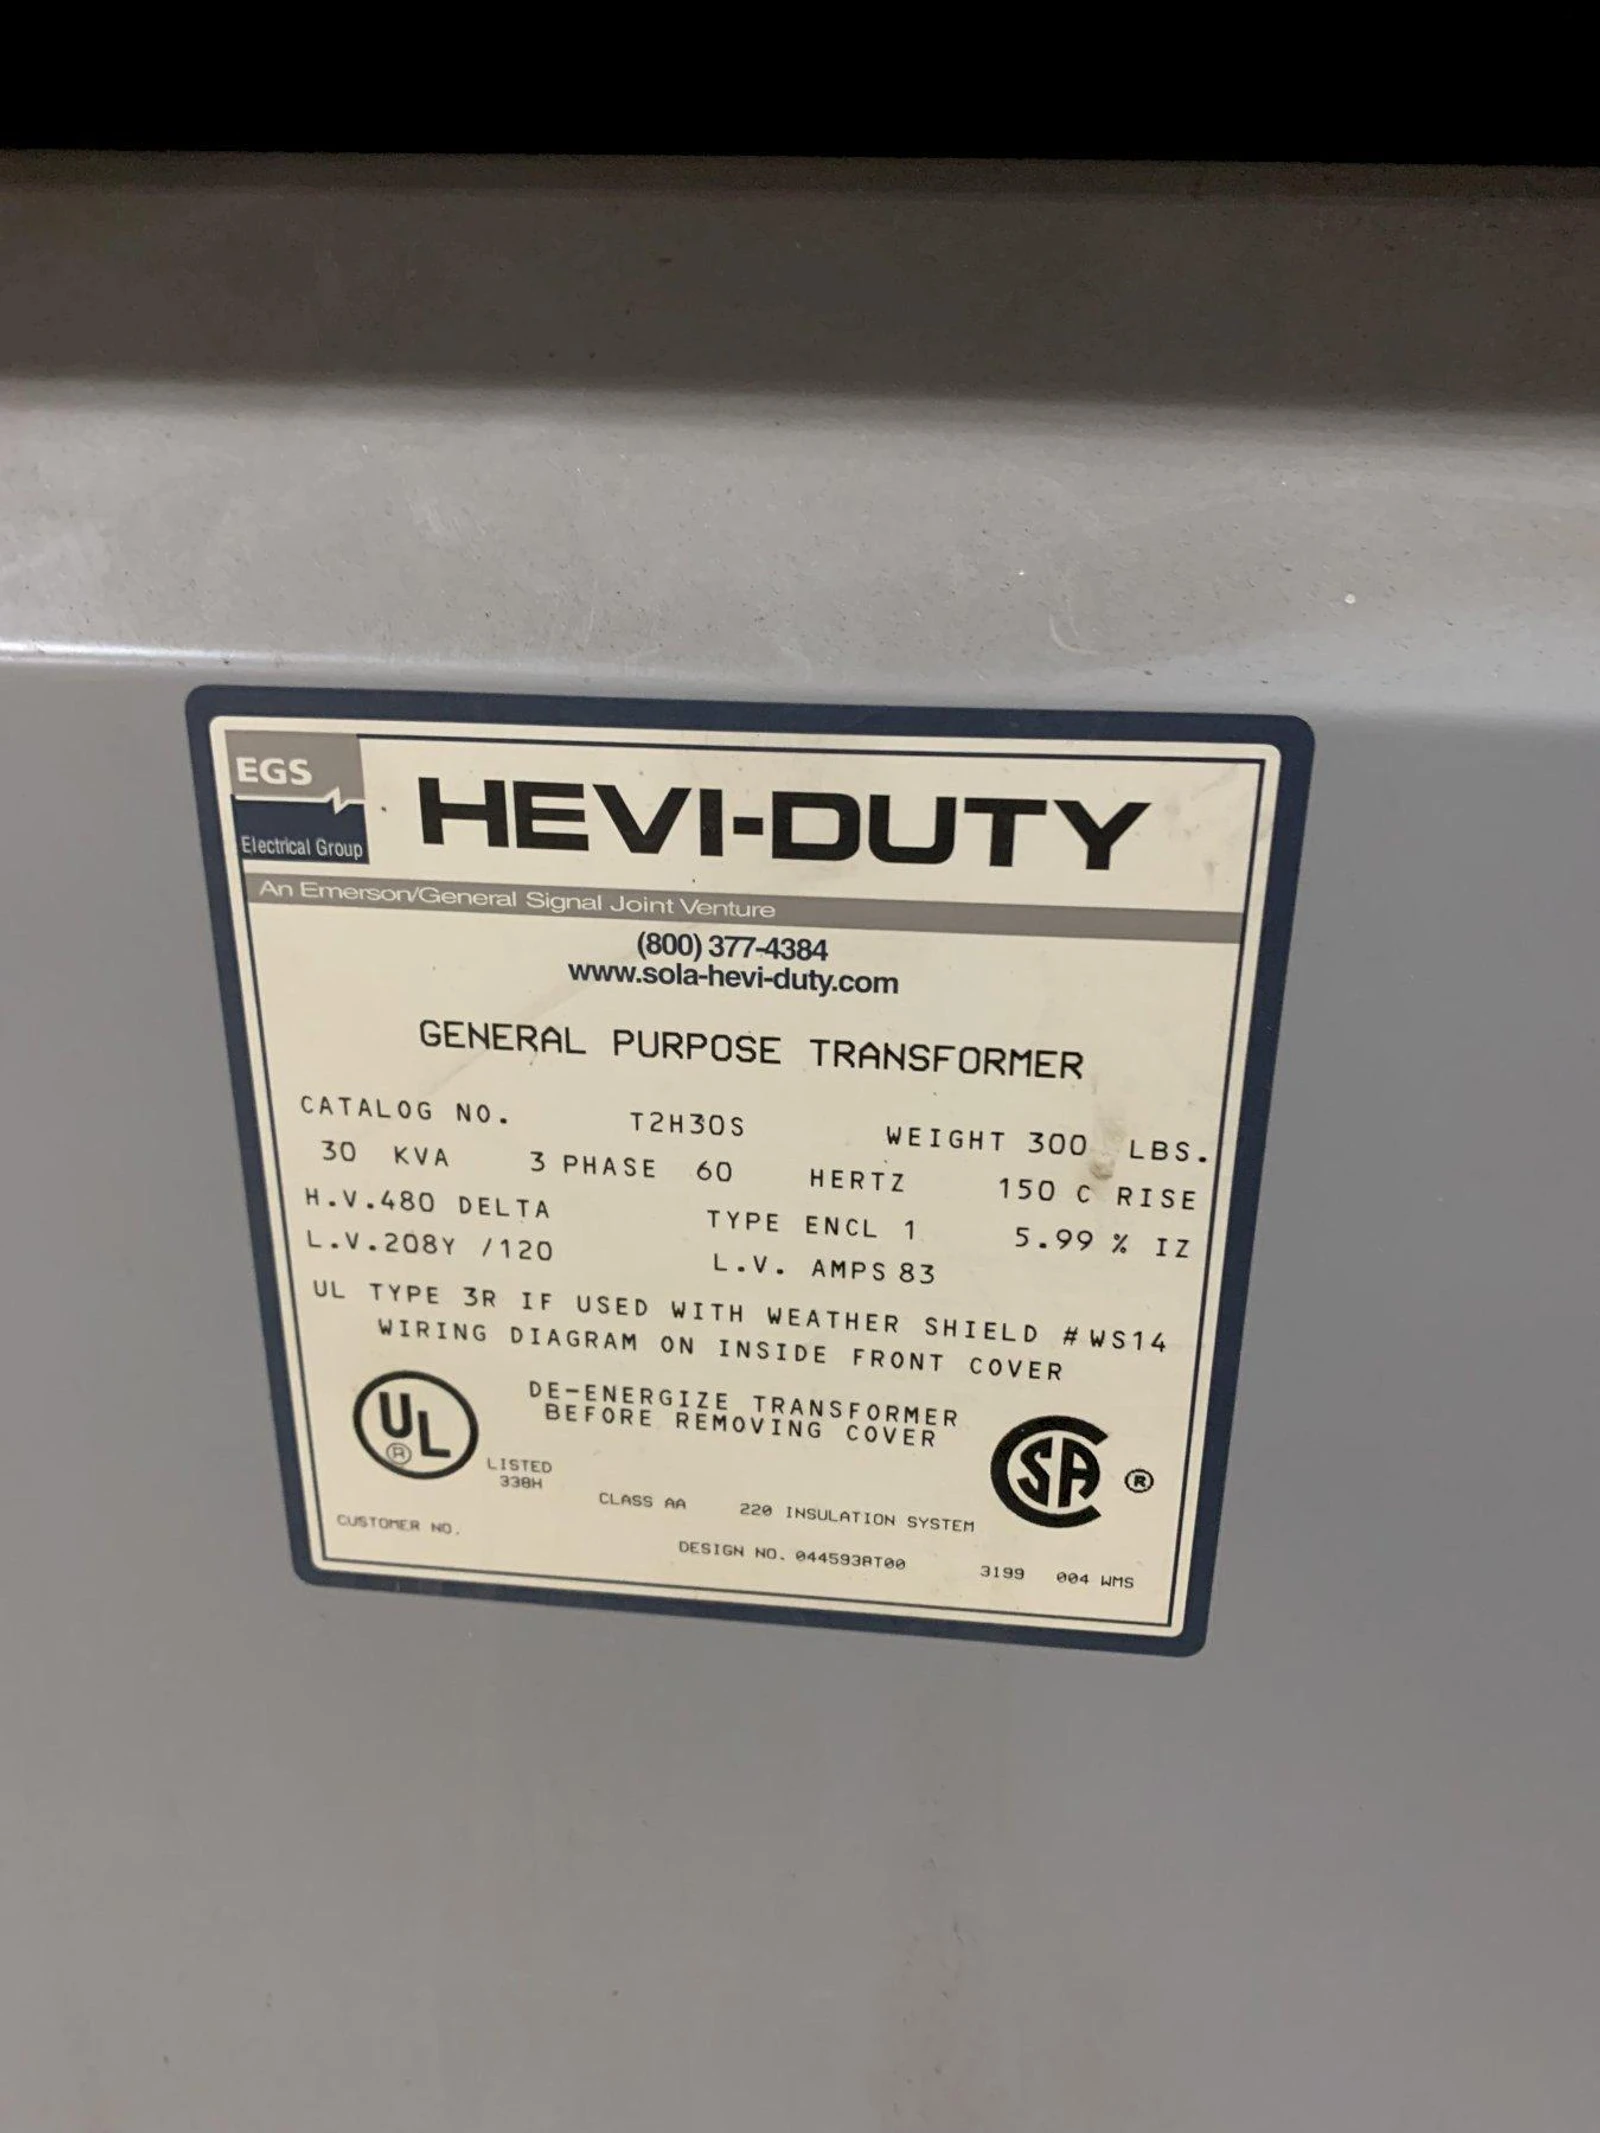 EGS
Electrical Group
HEVI-DUTY
An Emerson/General Signal Joint Venture
(800) 377-4384
www.sola-hevi-duty.com
GENERAL PURPOSE TRANSFORMER
CATALOG NO. T2H30S WEIGHT 300 LBS.
30 KVA 3 PHASE 60 HERTZ 150 C RISE
H.V.480 DELTA TYPE ENCL 1 5.99 % IZ
L.V.208Y /120 L.V. AMPS 83
UL TYPE 3R IF USED WITH WEATHER SHIELD # WS14
WIRING DIAGRAM ON INSIDE FRONT COVER
DE-ENERGIZE TRANSFORMER
BEFORE REMOVING COVER
UL ®
LISTED
338H
SA ®
CLASS AA 220 INSULATION SYSTEM
CUSTOMER NO.
DESIGN NO. 044593AT00 3199 004 WMS